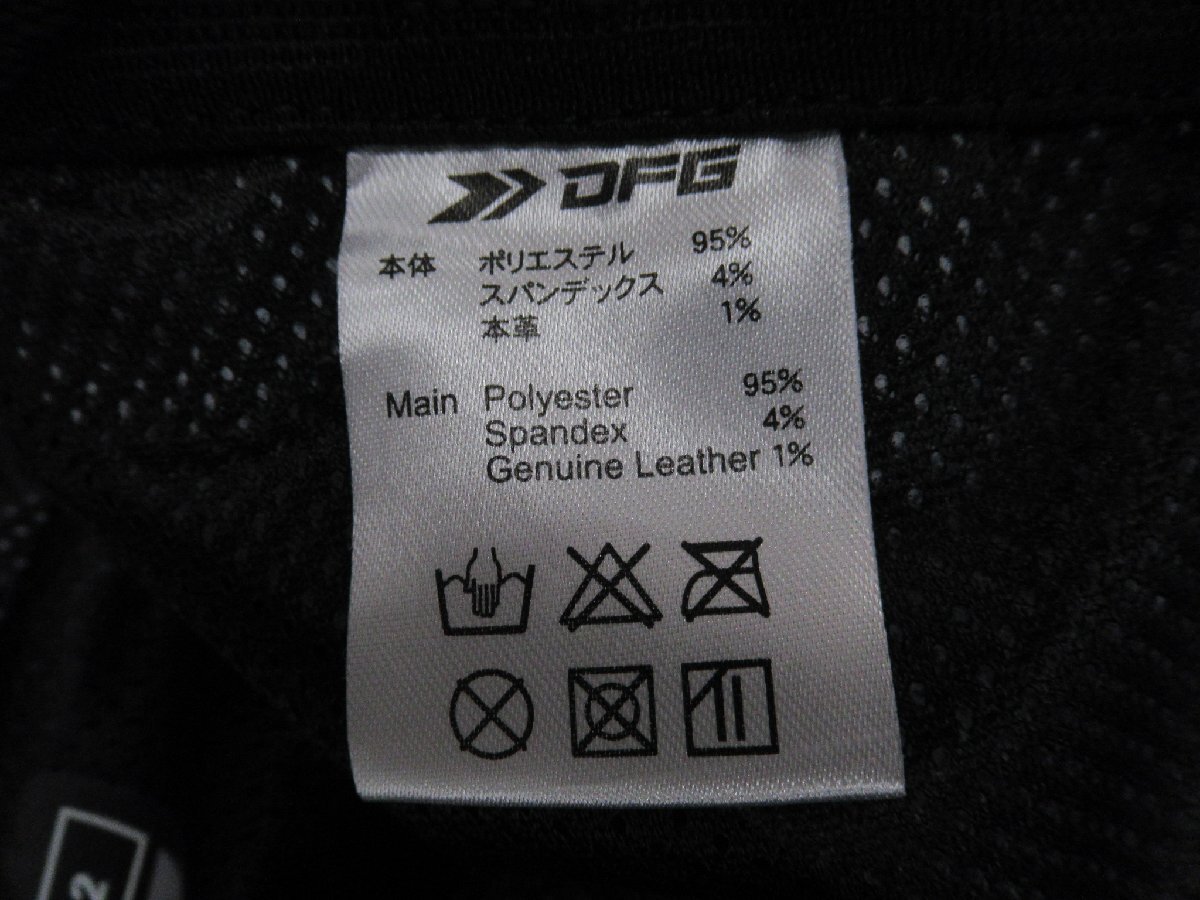 DFG
本体 ポリエステル 95%
スパンデックス 4%
本革 1%
Main Polyester 95%
Spandex 4%
Genuine Leather 1%
2